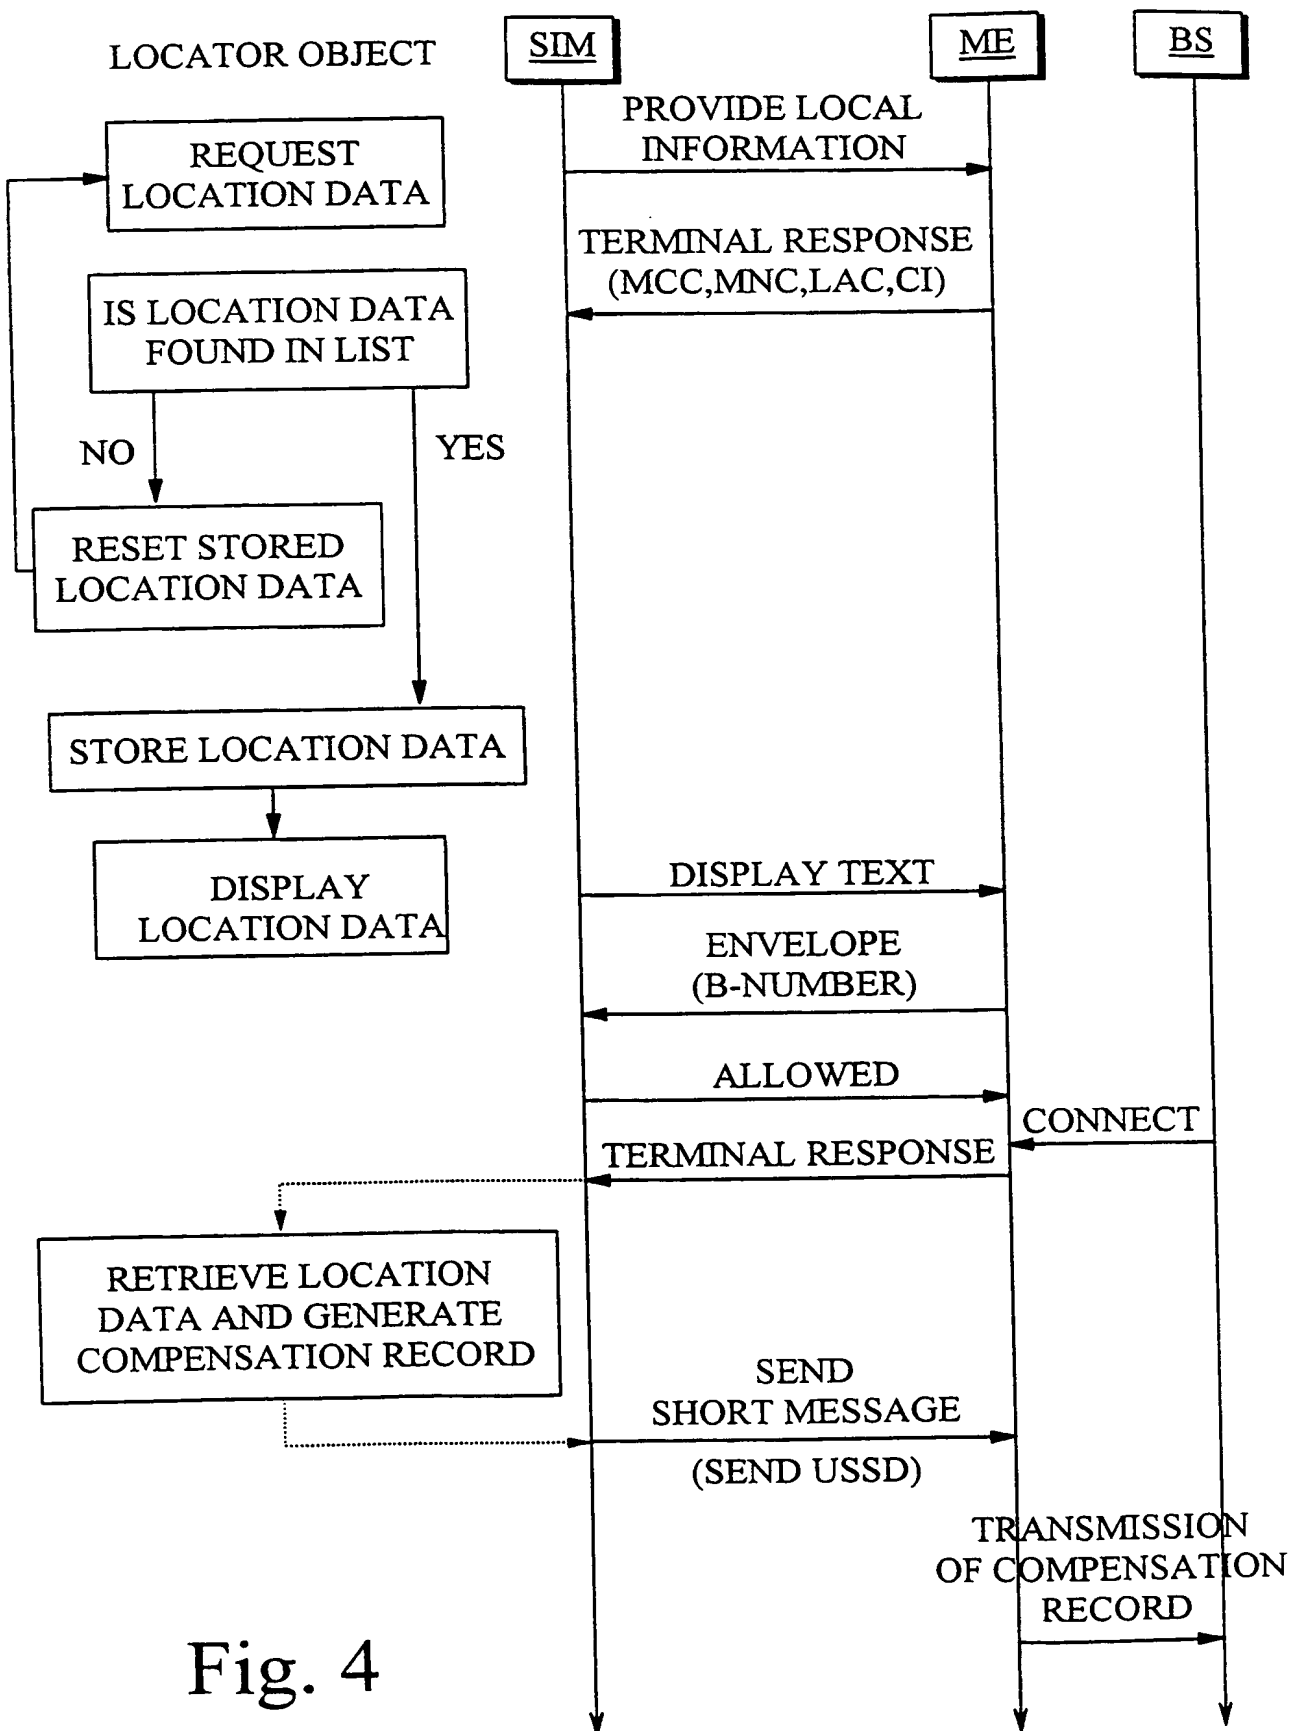 LOCATOR OBJECT
SIM
ME
BS
REQUEST
LOCATION DATA
PROVIDE LOCAL
INFORMATION
TERMINAL RESPONSE
(MCC,MNC,LAC,CI)
IS LOCATION DATA
FOUND IN LIST
NO
YES
RESET STORED
LOCATION DATA
STORE LOCATION DATA
DISPLAY
LOCATION DATA
DISPLAY TEXT
ENVELOPE
(B-NUMBER)
ALLOWED
CONNECT
TERMINAL RESPONSE
RETRIEVE LOCATION
DATA AND GENERATE
COMPENSATION RECORD
SEND
SHORT MESSAGE
(SEND USSD)
TRANSMISSION
OF COMPENSATION
RECORD
Fig. 4